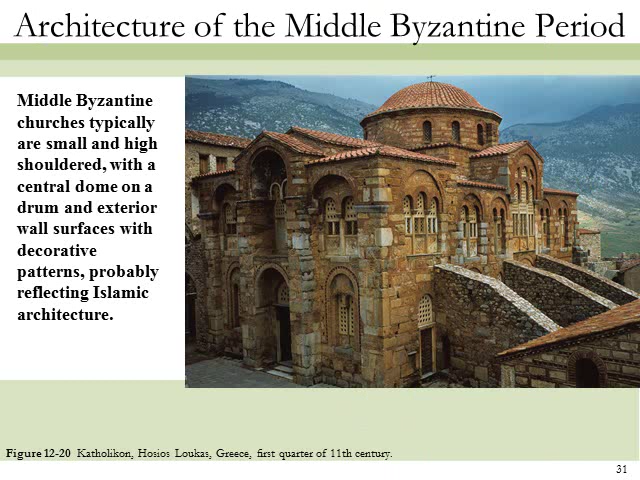 Architecture of the Middle Byzantine Period
Middle Byzantine
churches typically
are small and high
shouldered, with a
central dome on a
drum and exterior
wall surfaces with
decorative
patterns, probably
reflecting Islamic
architecture.
Figure 12-20 Katholikon, Hosios Loukas, Greece, first quarter of 11th century.
31